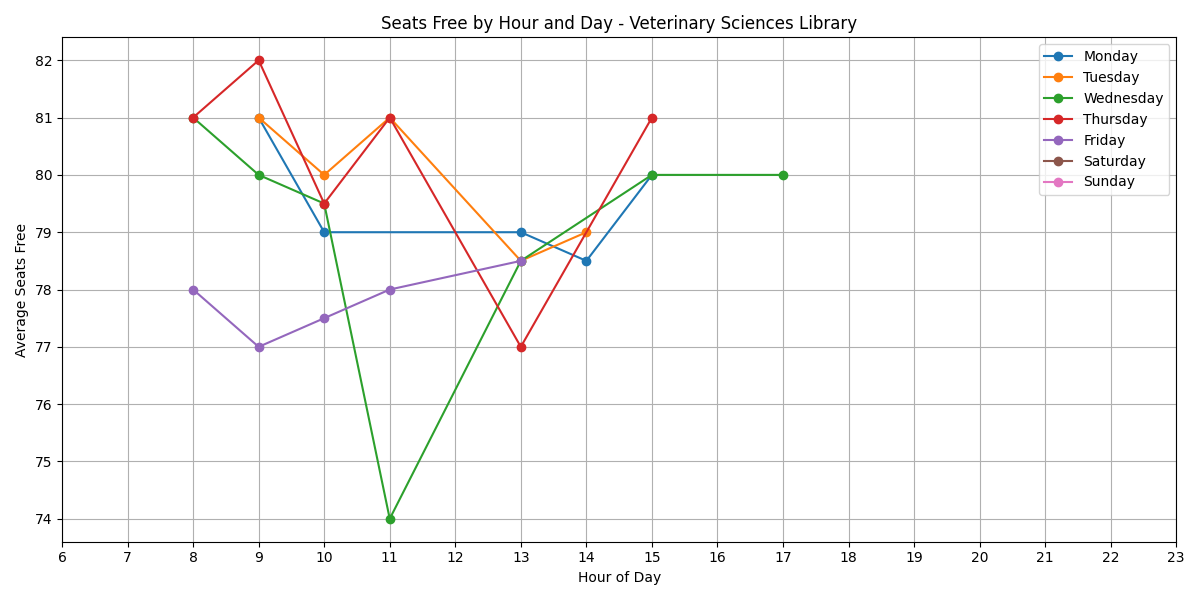 Seats Free by Hour and Day - Veterinary Sciences Library
Average Seats Free
82
81
80
79
78
77
76
75
74
Monday
Tuesday
Wednesday
Thursday
Friday
Saturday
Sunday
6 7 8 9 10 11 12 13 14 15 16 17 18 19 20 21 22 23
Hour of Day